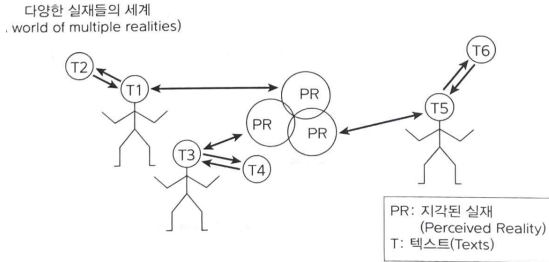 다양한 실재들의 세계
. world of multiple realities)
T6
T2
T1
PR
T5
PR
PR
T3
T4
PR: 지각된 실재
(Perceived Reality)
T: 텍스트(Texts)